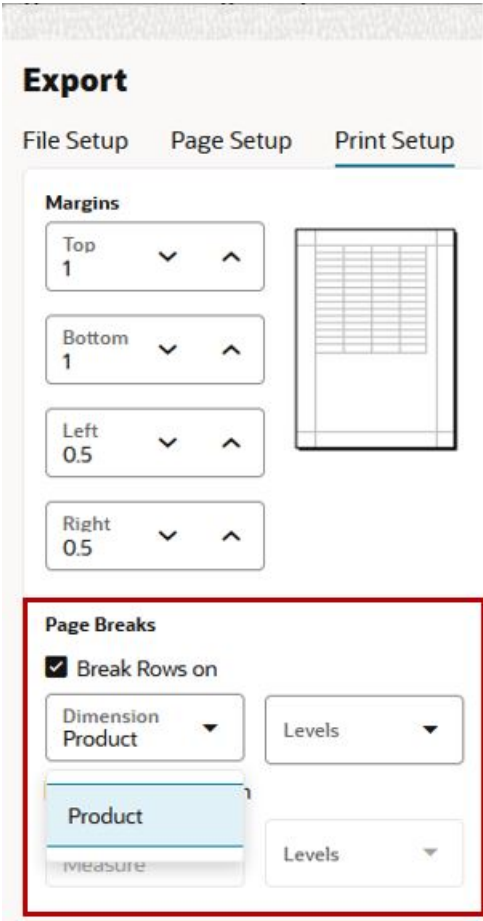 Export
File Setup Page Setup Print Setup
Margins
Top
1
Bottom
1
Left
0.5
Right
0.5
Page Breaks
Break Rows on
Dimension
Product
Levels
Product
Measure
Levels